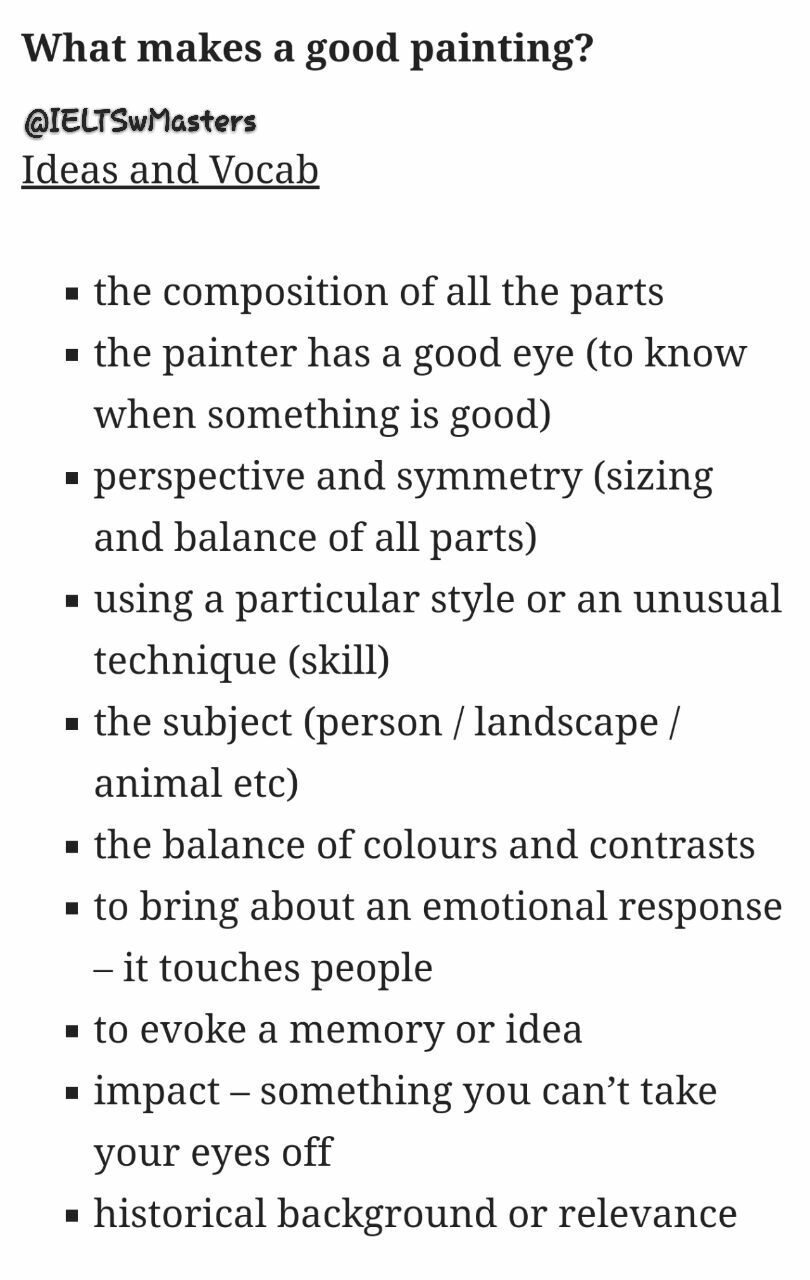 What makes a good painting?
@IELTSwMasters
Ideas and Vocab
▪ the composition of all the parts
▪ the painter has a good eye (to know
when something is good)
▪ perspective and symmetry (sizing
and balance of all parts)
▪ using a particular style or an unusual
technique (skill)
▪ the subject (person / landscape /
animal etc)
▪ the balance of colours and contrasts
▪ to bring about an emotional response
– it touches people
▪ to evoke a memory or idea
▪ impact – something you can’t take
your eyes off
▪ historical background or relevance